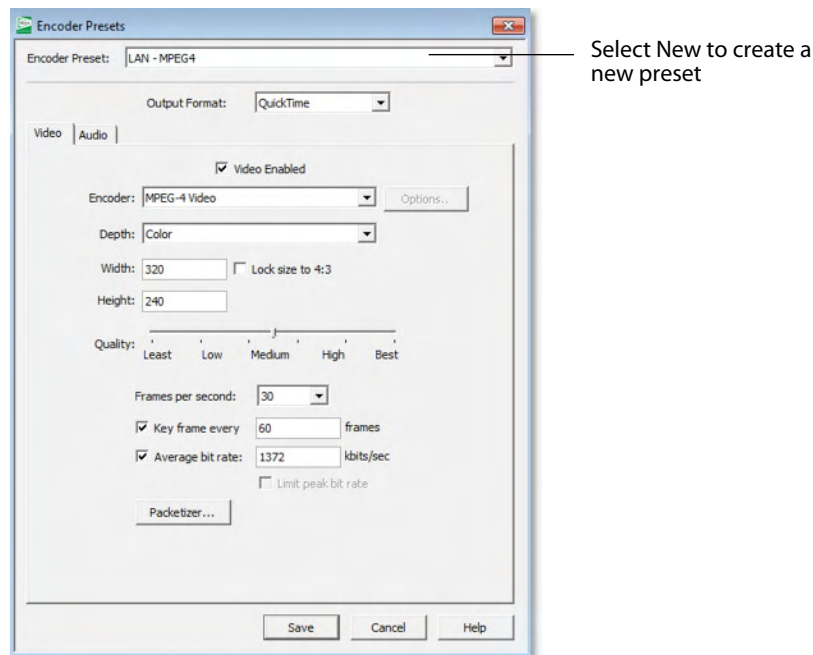 Encoder Presets
Encoder Preset: LAN - MPEG4
Select New to create a
new preset
Output Format: QuickTime
Video Audio
Video Enabled
Encoder: MPEG-4 Video Options..
Depth: Color
Width: 320 Lock size to 4:3
Height: 240
Quality:
Least Low Medium High Best
Frames per second: 30
Key frame every 60 frames
Average bit rate: 1372 kbits/sec
Limit peak bit rate
Packetizer...
Save Cancel Help